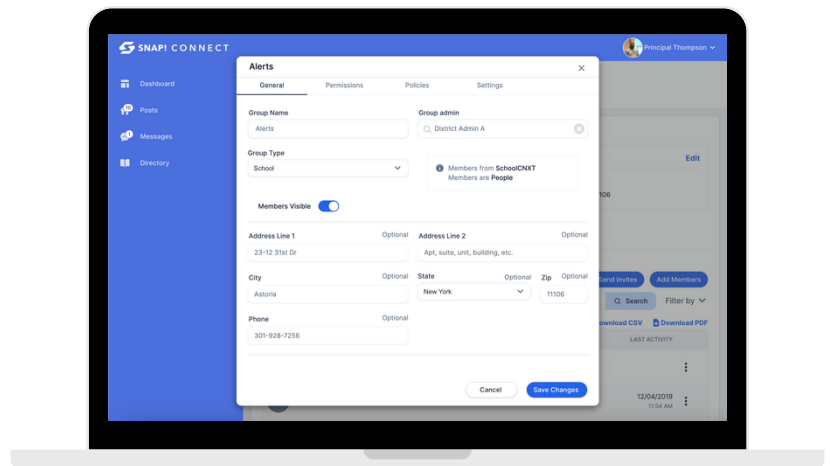 SNAP! CONNECT
Principal Thompson
Dashboard
10
Posts
1
Messages
Directory
Alerts
General Permissions Policies Settings
Group Name
Alerts
Group admin
District Admin A
Group Type
School
Members from SchoolCNXT
Members are People
Members Visible
Address Line 1 Optional
23-12 31st Dr
Address Line 2 Optional
Apt, suite, unit, building, etc.
City Optional
Astoria
State Optional
New York
Zip Optional
11106
Phone Optional
301-928-7256
Cancel Save Changes
Edit
106
Send Invites Add Members
Search Filter by
ownload CSV Download PDF
LAST ACTIVITY
12/04/2019
11:54 AM